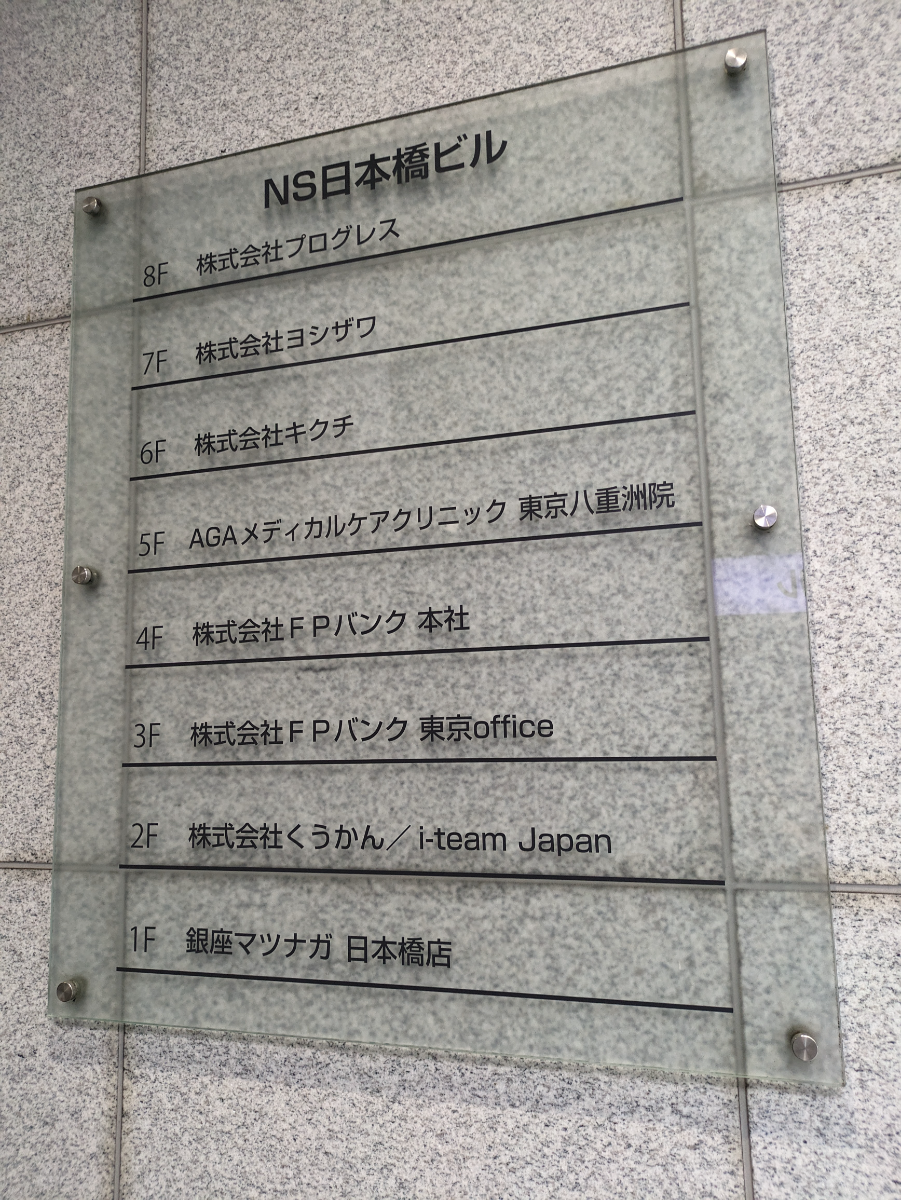 NS日本橋ビル
8F 株式会社プログレス
7F 株式会社ヨシザワ
6F 株式会社キクチ
5F AGAメディカルケアクリニック 東京八重洲院
4F 株式会社ＦＰバンク 本社
3F 株式会社ＦＰバンク 東京office
2F 株式会社くうかん／i-team Japan
1F 銀座マツナガ 日本橋店